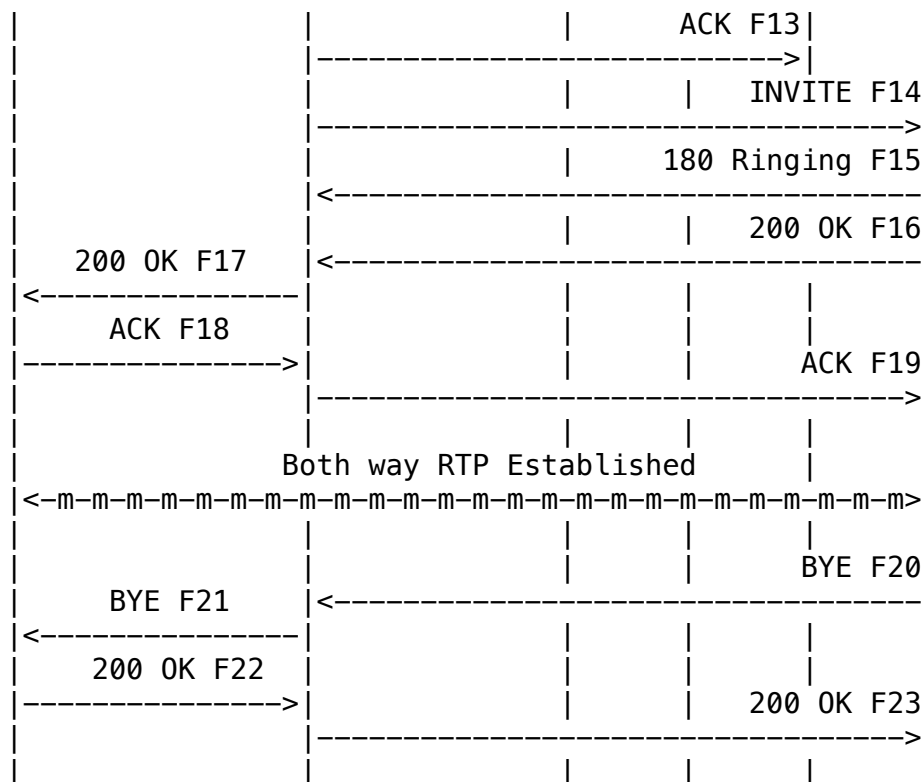 ACK F13
INVITE F14
180 Ringing F15
200 OK F16
200 OK F17
ACK F18
ACK F19
Both way RTP Established
<-m-m-m-m-m-m-m-m-m-m-m-m-m-m-m-m-m-m-m-m-m-m-m-m-m>
BYE F20
BYE F21
200 OK F22
200 OK F23